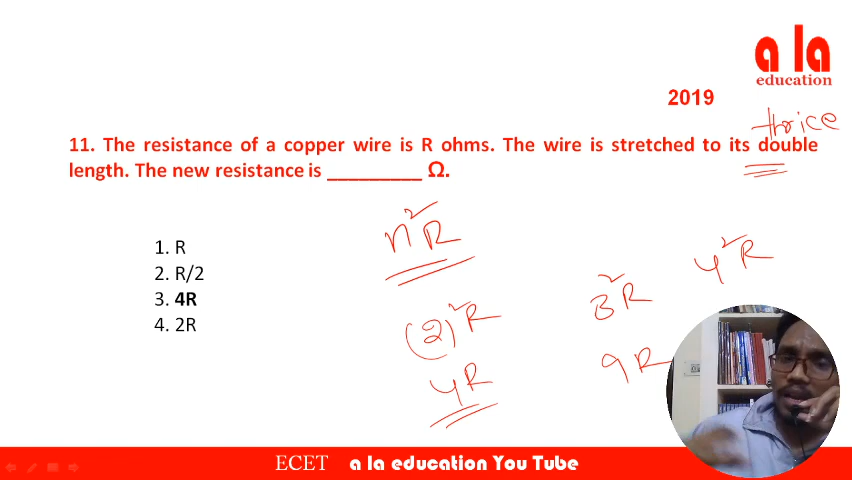 a la
education
2019
thrice
11. The resistance of a copper wire is R ohms. The wire is stretched to its double
length. The new resistance is _________ Ω.
n²R
1. R
2. R/2
3. 4R
4. 2R
(2)²R
4R
3²R
9R
4²R
ECET a la education You Tube